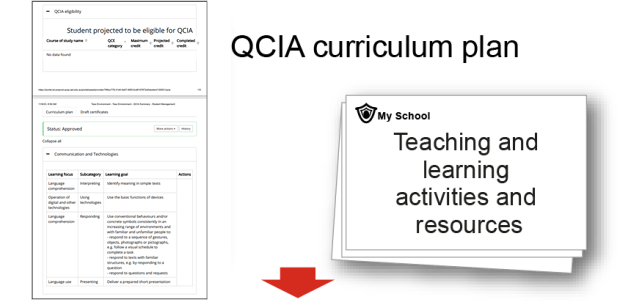 QCIA eligibility
Student projected to be eligible for QCIA
Course of study name QCE category Maximum credit Projected credit Completed credit
No data found
Curriculum plan Draft certificates
Status: Approved More actions History
Collapse all
Communication and Technologies
Learning focus Subcategory Learning goal Actions
Language comprehension Interpreting Identify meaning in simple texts
Operation of digital and other technologies Using technologies Use the basic functions of devices
Language comprehension Responding Use conventional behaviours and/or
concrete symbols consistently in an
increasing range of environments and
with familiar and unfamiliar people to:
- respond to a sequence of gestures,
objects, photographs or pictographs,
e.g. follow a visual schedule to
complete a task
- respond to texts with familiar
structures, e.g. by responding to a
question
- respond to questions and requests
Language use Presenting Deliver a prepared short presentation
QCIA curriculum plan
My School
Teaching and
learning
activities and
resources